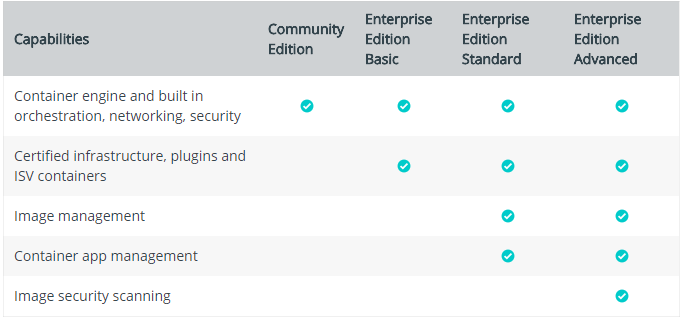 Capabilities
Community
Edition
Enterprise
Edition
Basic
Enterprise
Edition
Standard
Enterprise
Edition
Advanced
Container engine and built in
orchestration, networking, security
Certified infrastructure, plugins and
ISV containers
Image management
Container app management
Image security scanning